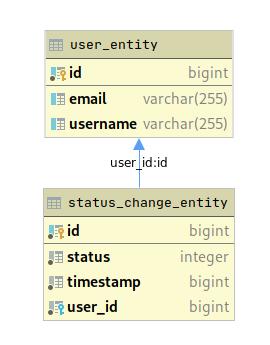 user_entity
id bigint
email varchar(255)
username varchar(255)
user_id:id
status_change_entity
id bigint
status integer
timestamp bigint
user_id bigint